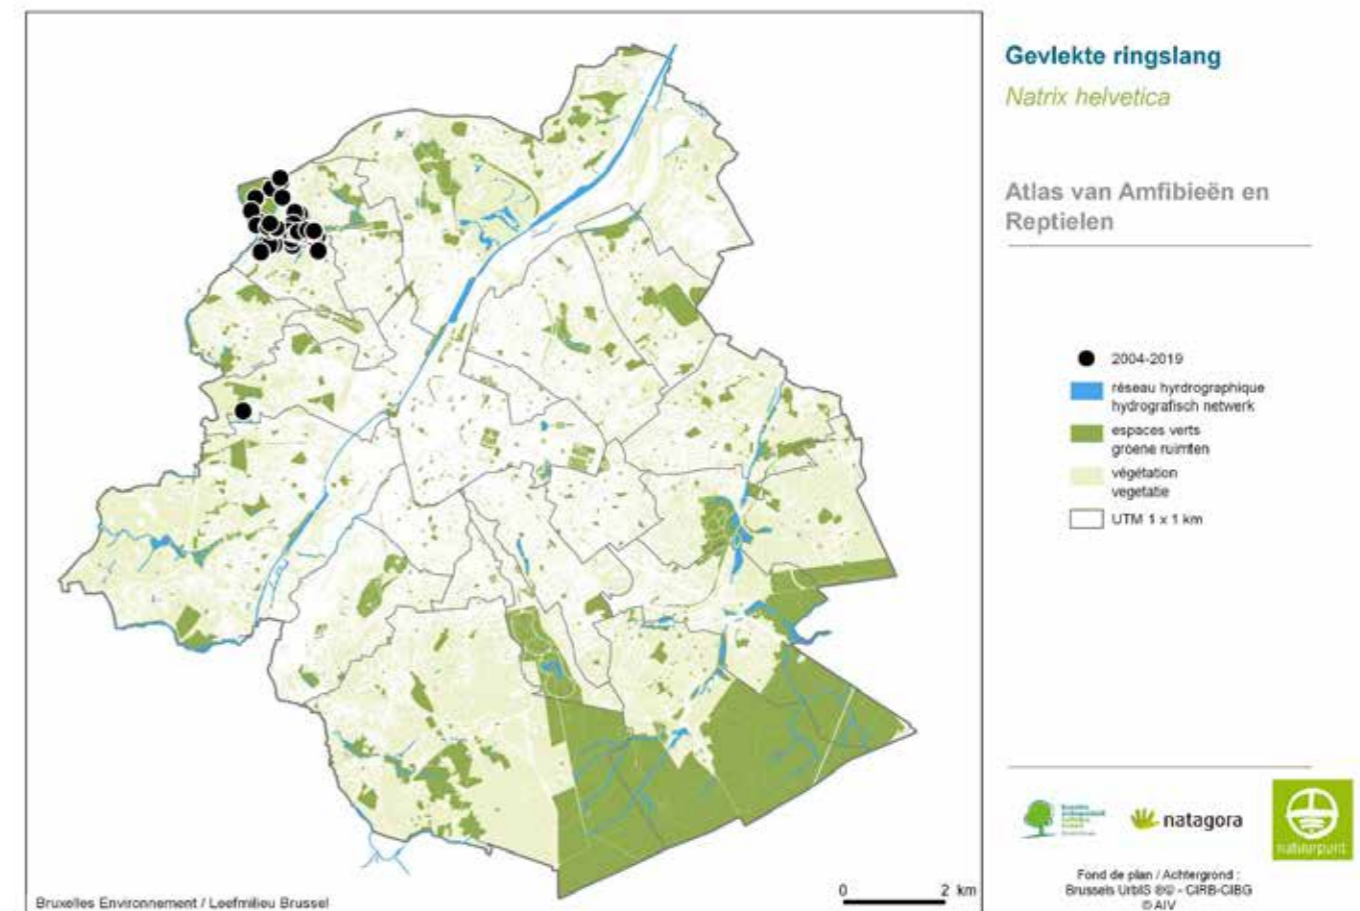 Gevlekte ringslang
Natrix helvetica
Atlas van Amfibieën en
Reptielen
2004-2019
réseau hyrdrographique
hydrografisch netwerk
espaces verts
groene ruimten
végétation
vegetatie
UTM 1 x 1 km
natagora
natuurpunt
Fond de plan / Achtergrond :
Brussels UrbIS ®© - CIRB-CIBG
© AIV
0 2 km
Bruxelles Environnement / Leefmilieu Brussel